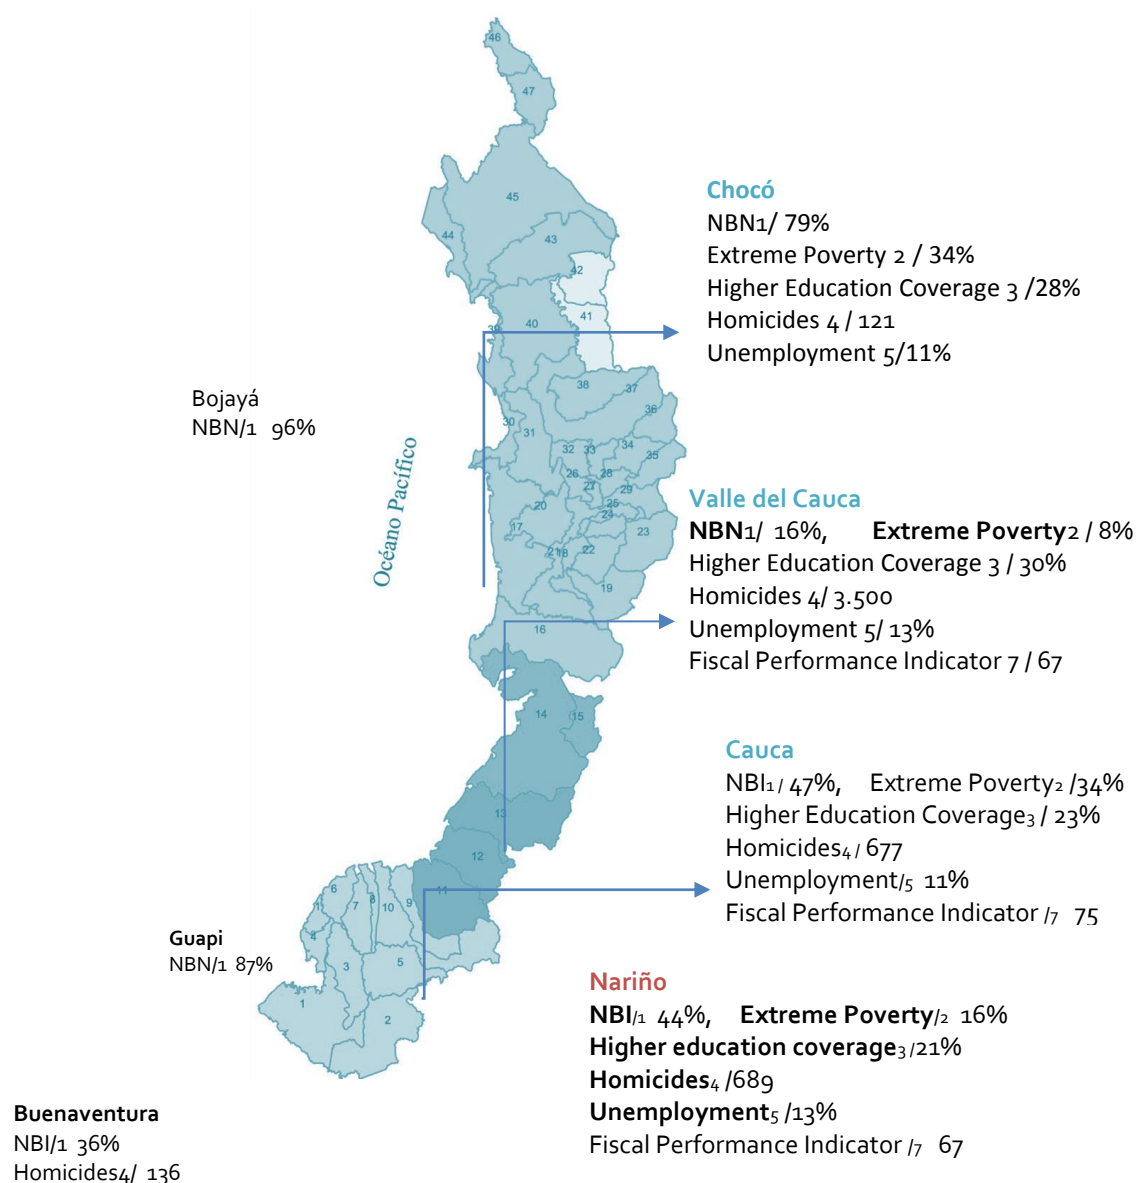 46
47
45
44
43
42
41
40
39
38
37
36
30
31
32
33
34
35
26
28
27
29
20
25
24
17
23
21
18
22
19
16
14
15
13
12
11
6
7
8
10
9
4
3
5
1
2
Océano Pacífico
Chocó
NBN1/ 79%
Extreme Poverty 2 / 34%
Higher Education Coverage 3 /28%
Homicides 4 / 121
Unemployment 5/11%
Bojayá
NBN/1 96%
Valle del Cauca
NBN1/ 16%, Extreme Poverty2 / 8%
Higher Education Coverage 3 / 30%
Homicides 4/ 3.500
Unemployment 5/ 13%
Fiscal Performance Indicator 7 / 67
Cauca
NBI1/ 47%, Extreme Poverty2 /34%
Higher Education Coverage3 / 23%
Homicides4/ 677
Unemployment/5 11%
Fiscal Performance Indicator /7 75
Guapi
NBN/1 87%
Nariño
NBI/1 44%, Extreme Poverty/2 16%
Higher education coverage3 /21%
Homicides4 /689
Unemployment5 /13%
Fiscal Performance Indicator /7 67
Buenaventura
NBI/1 36%
Homicides4/ 136